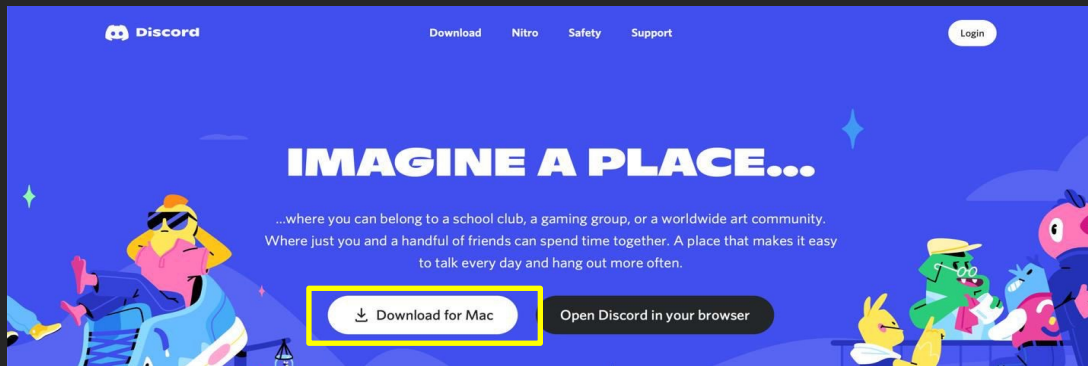 Discord
Download Nitro Safety Support
Login
IMAGINE A PLACE...
...where you can belong to a school club, a gaming group, or a worldwide art community.
Where just you and a handful of friends can spend time together. A place that makes it easy
to talk every day and hang out more often.
Download for Mac
Open Discord in your browser